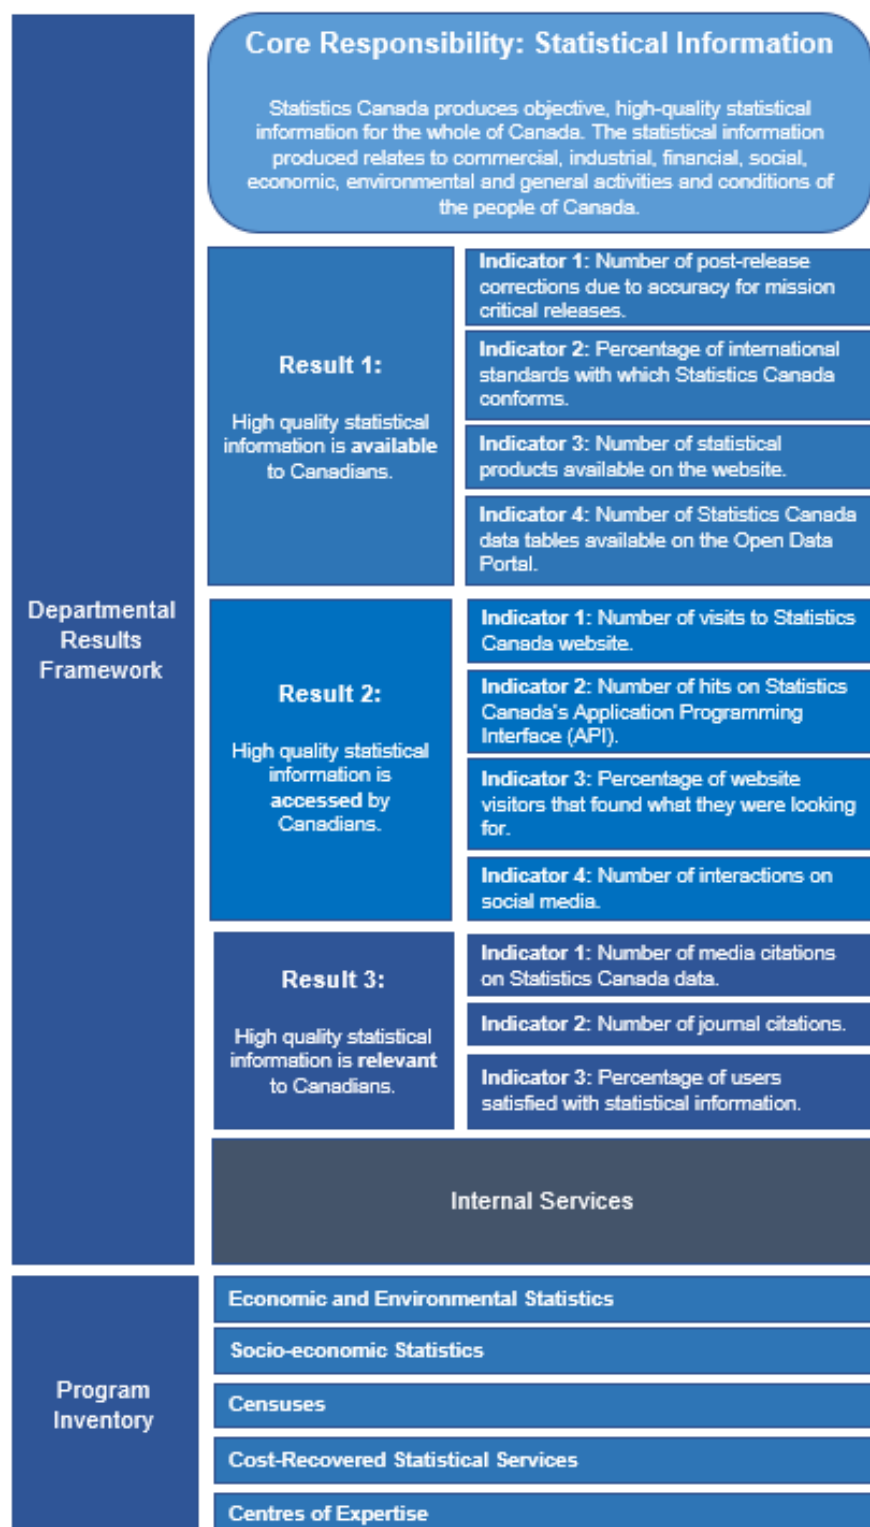 Core Responsibility: Statistical Information
Statistics Canada produces objective, high-quality statistical
information for the whole of Canada. The statistical information
produced relates to commercial, industrial, financial, social,
economic, environmental and general activities and conditions of
the people of Canada.
Departmental
Results
Framework
Result 1:
High quality statistical
information is available
to Canadians.
Indicator 1: Number of post-release
corrections due to accuracy for mission
critical releases.
Indicator 2: Percentage of international
standards with which Statistics Canada
conforms.
Indicator 3: Number of statistical
products available on the website.
Indicator 4: Number of Statistics Canada
data tables available on the Open Data
Portal.
Result 2:
High quality statistical
information is
accessed by
Canadians.
Indicator 1: Number of visits to Statistics
Canada website.
Indicator 2: Number of hits on Statistics
Canada's Application Programming
Interface (API).
Indicator 3: Percentage of website
visitors that found what they were looking
for.
Indicator 4: Number of interactions on
social media.
Result 3:
High quality statistical
information is relevant
to Canadians.
Indicator 1: Number of media citations
on Statistics Canada data.
Indicator 2: Number of journal citations.
Indicator 3: Percentage of users
satisfied with statistical information.
Internal Services
Program
Inventory
Economic and Environmental Statistics
Socio-economic Statistics
Censuses
Cost-Recovered Statistical Services
Centres of Expertise